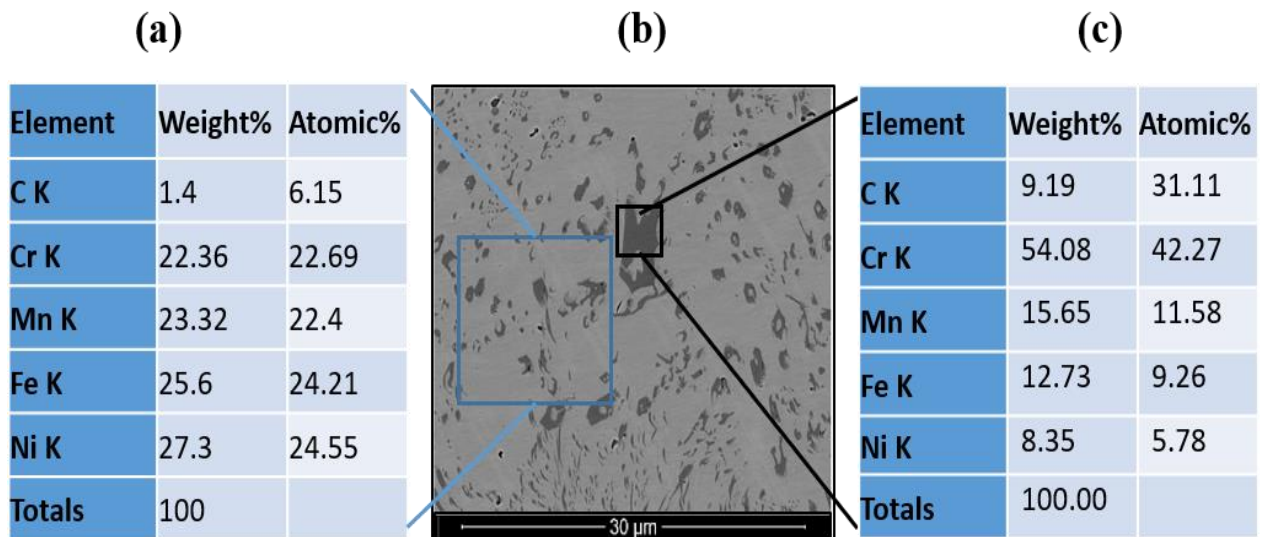 (a) (b) (c)
Element Weight% Atomic%
C K 1.4 6.15
Cr K 22.36 22.69
Mn K 23.32 22.4
Fe K 25.6 24.21
Ni K 27.3 24.55
Totals 100
30 µm
Element Weight% Atomic%
C K 9.19 31.11
Cr K 54.08 42.27
Mn K 15.65 11.58
Fe K 12.73 9.26
Ni K 8.35 5.78
Totals 100.00